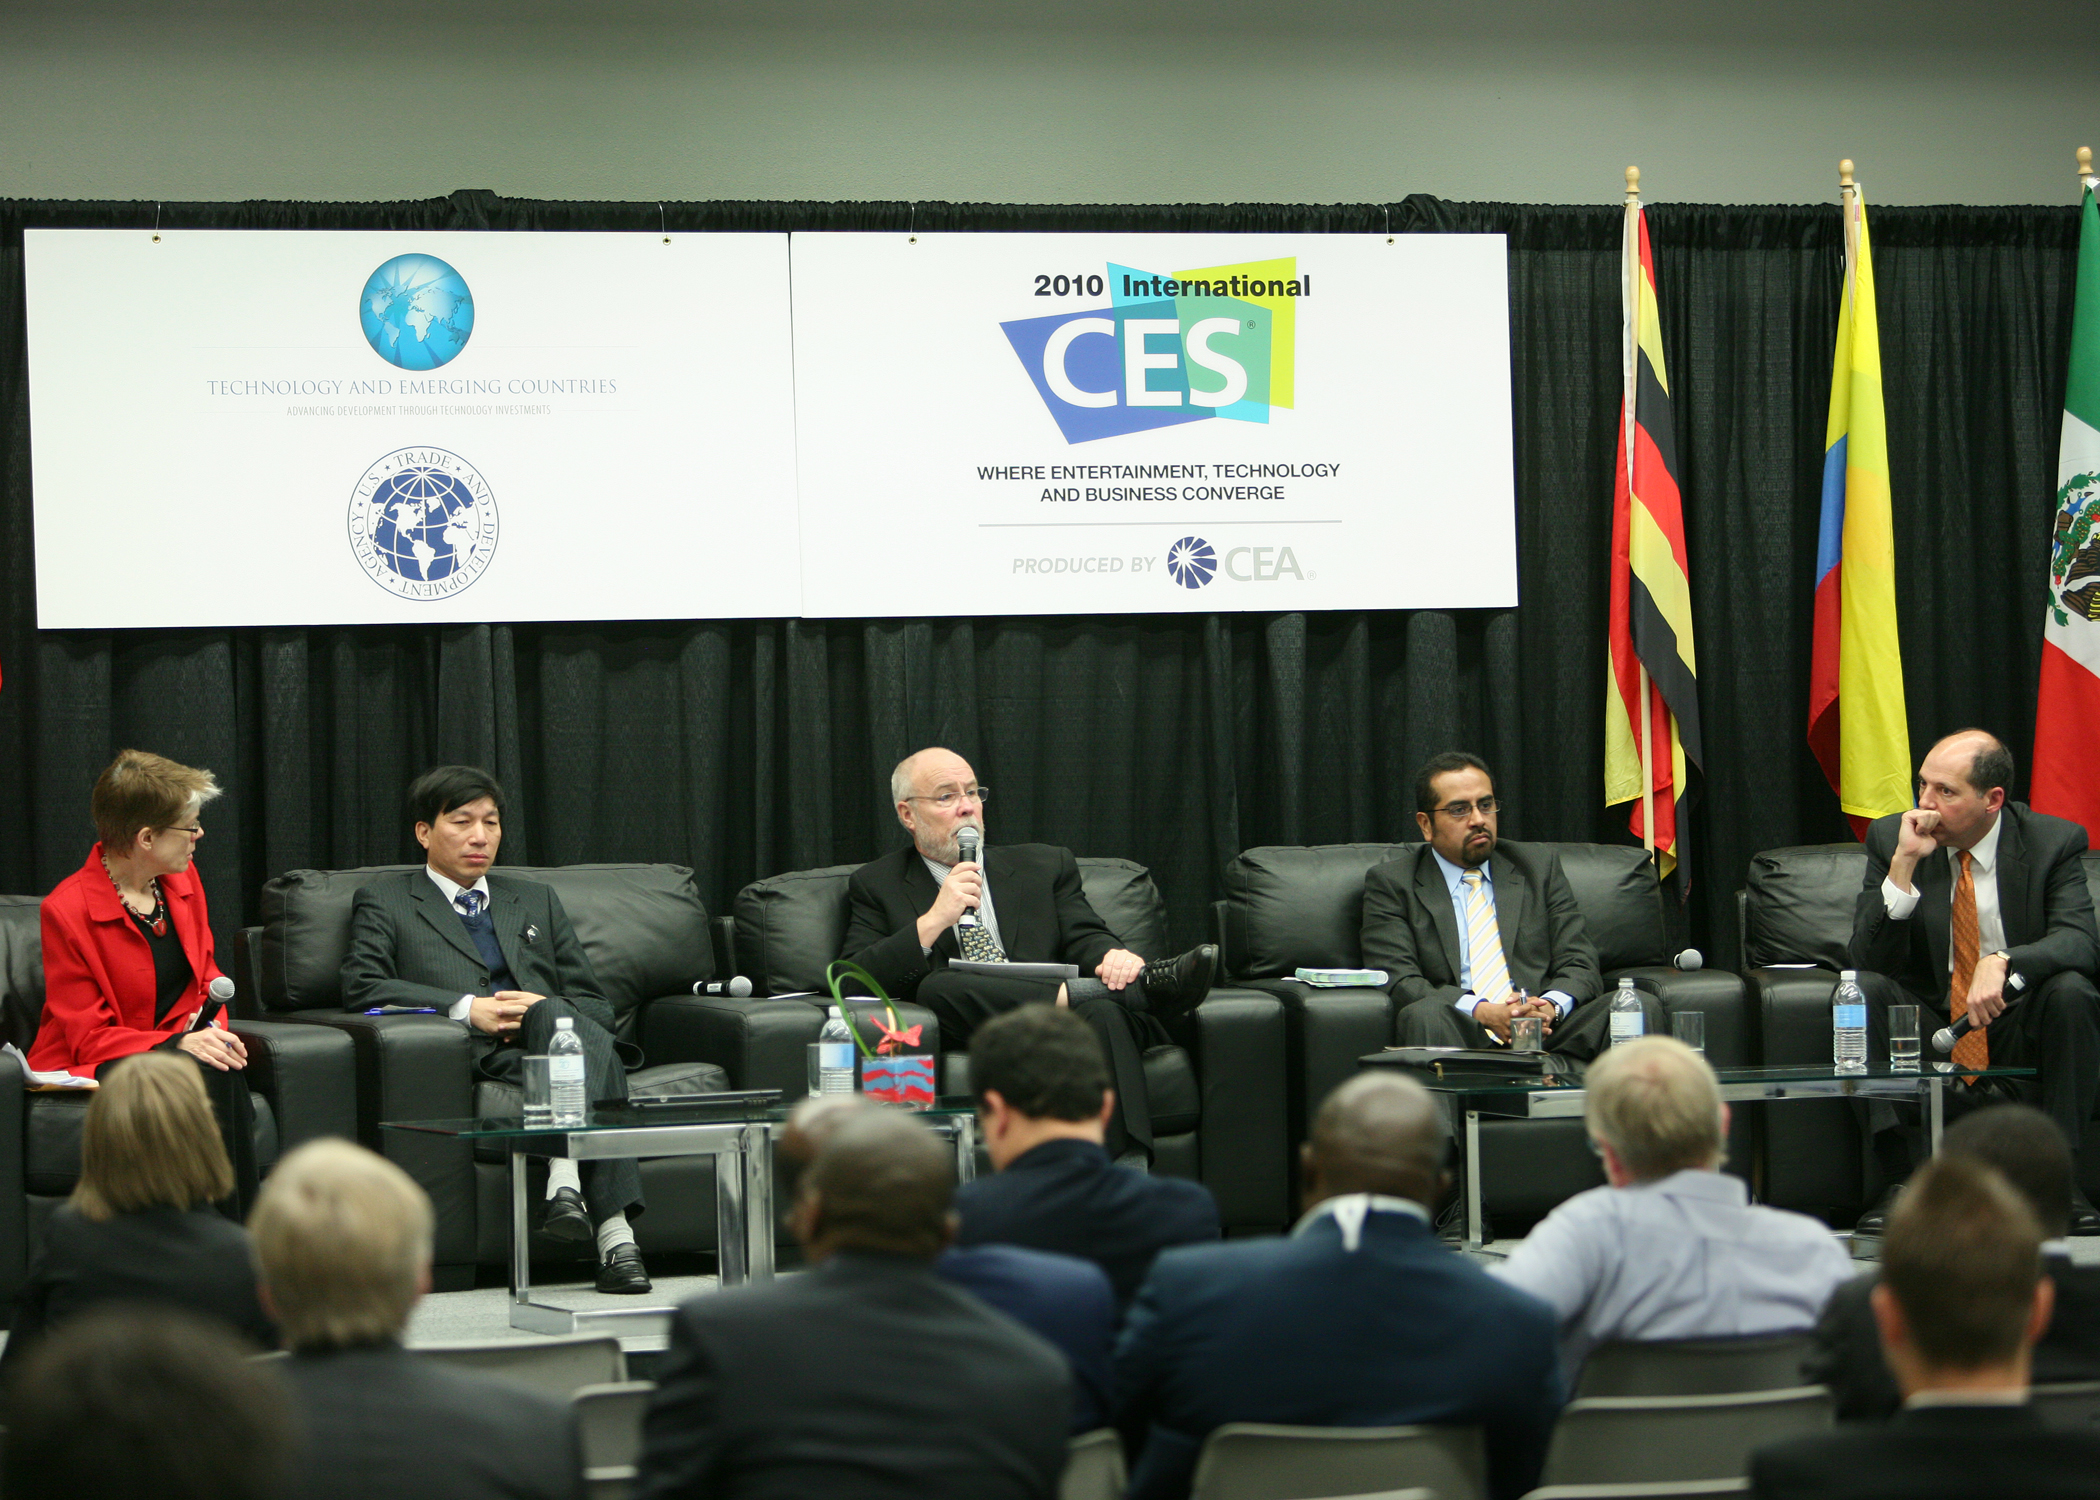 TECHNOLOGY AND EMERGING COUNTRIES
ADVANCING DEVELOPMENT THROUGH TECHNOLOGY INVESTMENTS
U.S. TRADE AND DEVELOPMENT AGENCY
2010 International
CES®
WHERE ENTERTAINMENT, TECHNOLOGY
AND BUSINESS CONVERGE
PRODUCED BY CEA®